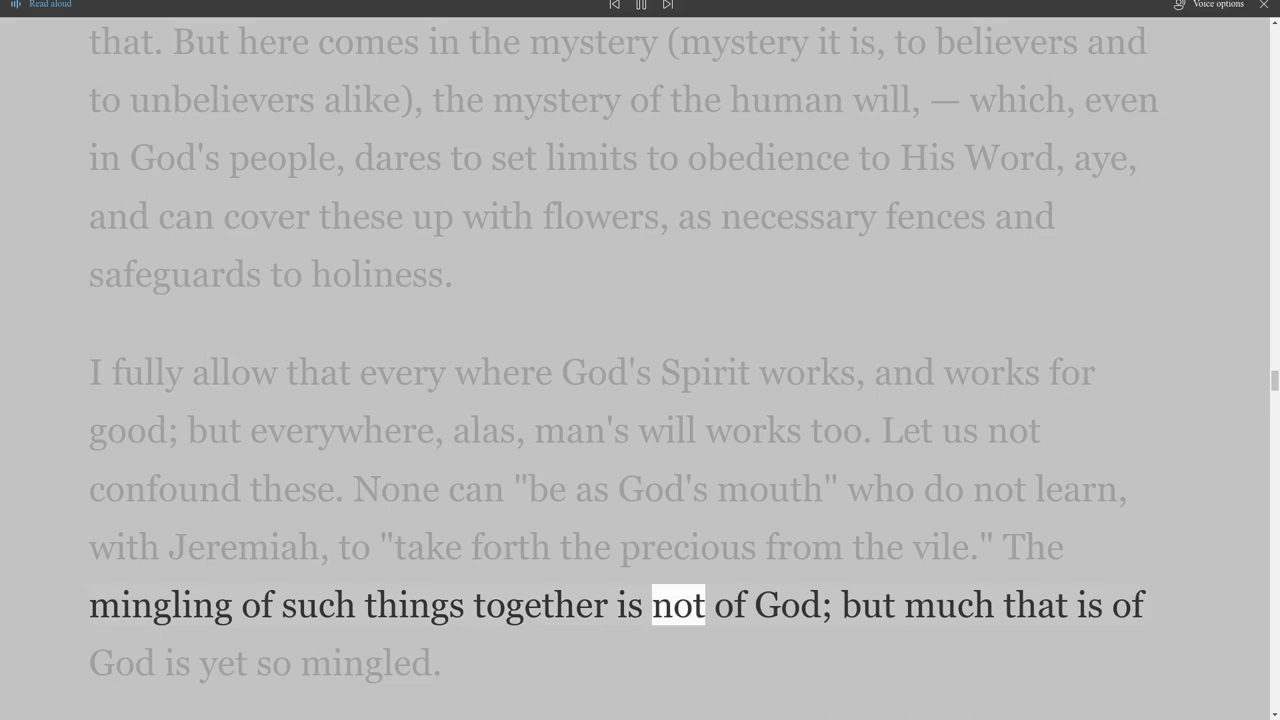 Read aloud
Voice options
that. But here comes in the mystery (mystery it is, to believers and
to unbelievers alike), the mystery of the human will, — which, even
in God's people, dares to set limits to obedience to His Word, aye,
and can cover these up with flowers, as necessary fences and
safeguards to holiness.
I fully allow that every where God's Spirit works, and works for
good; but everywhere, alas, man's will works too. Let us not
confound these. None can "be as God's mouth" who do not learn,
with Jeremiah, to "take forth the precious from the vile." The
mingling of such things together is not of God; but much that is of
God is yet so mingled.